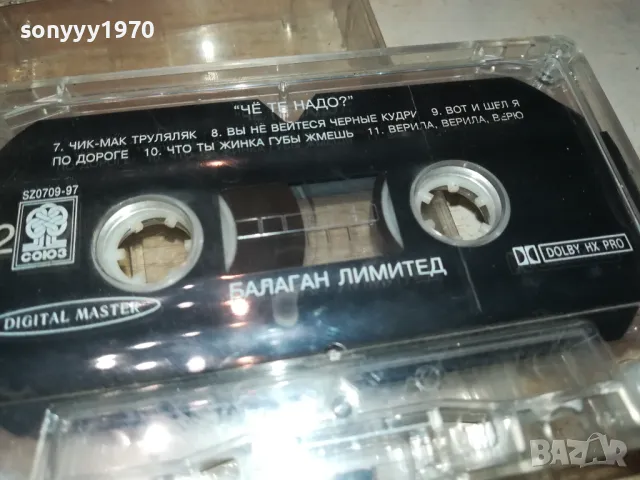 sonyyy1970
"ЧЁ ТЕ НАДО?"
7. ЧИК-МАК ТРУЛЯЛЯК 8. ВЫ НЕ ВЕЙТЕСЯ ЧЕРНЫЕ КУДРИ 9. ВОТ И ШЕЛ Я
ПО ДОРОГЕ 10. ЧТО ТЫ ЖИНКА ГУБЫ ЖМЕШЬ 11. ВЕРИЛА, ВЕРИЛА, ВЕРЮ
SZ0709-97
2
СОЮЗ
DOLBY HX PRO
БАЛАГАН ЛИМИТЕД
DIGITAL MASTER
BAZAR
bg